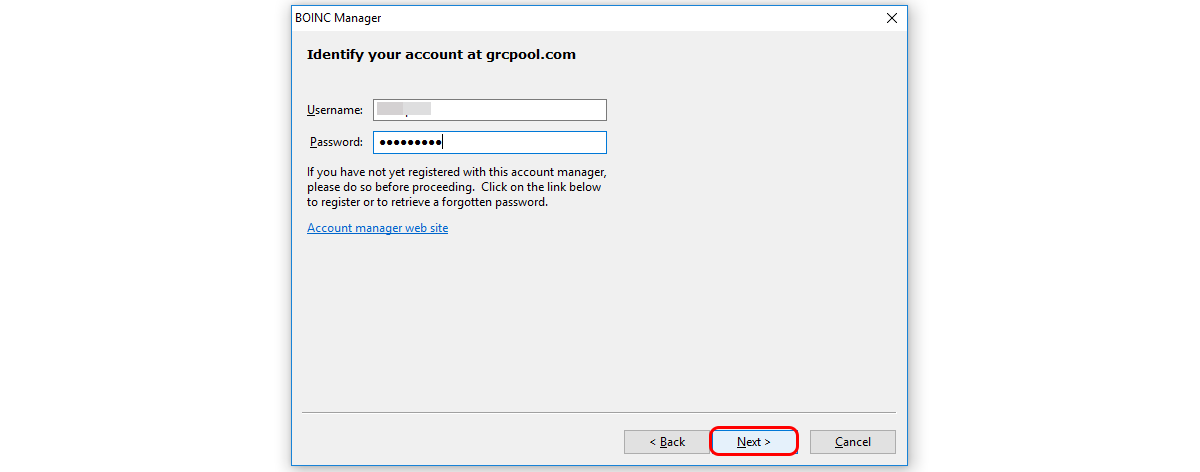 BOINC Manager
Identify your account at grcpool.com
Username:
Password: ●●●●●●●●●
If you have not yet registered with this account manager,
please do so before proceeding. Click on the link below
to register or to retrieve a forgotten password.
Account manager web site
< Back Next > Cancel